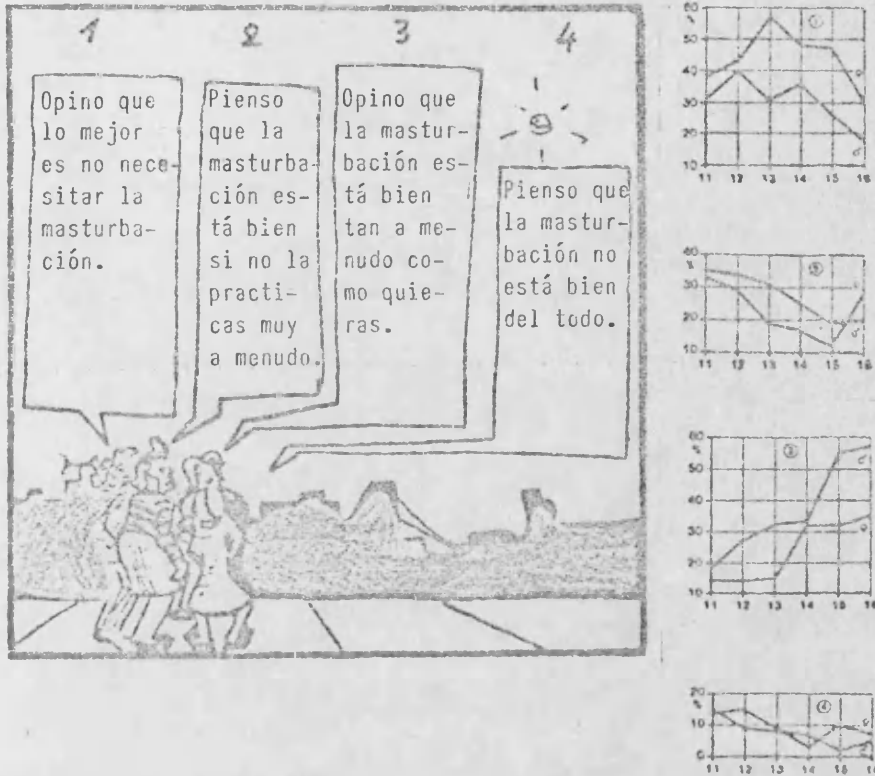 1 2 3 4
Opino que
lo mejor
es no nece-
sitar la
masturba-
ción.
Pienso
que la
masturba-
ción es-
tá bien
si no la
practi-
cas muy
a menudo.
Opino que
la mastur-
bación es-
tá bien
tan a me-
nudo co-
mo quie-
ras.
Pienso que
la mastur-
bación no
está bien
del todo.
60
%
50
40
30
20
10
11 12 13 14 15 16
①
♀
♂
%
30
20
10
11 12 13 14 15 16
♂
60
%
50
40
30
20
10
11 12 13 14 15 16
③
♂
♀
20
%
10
0
11 12 13 14 15 16
④